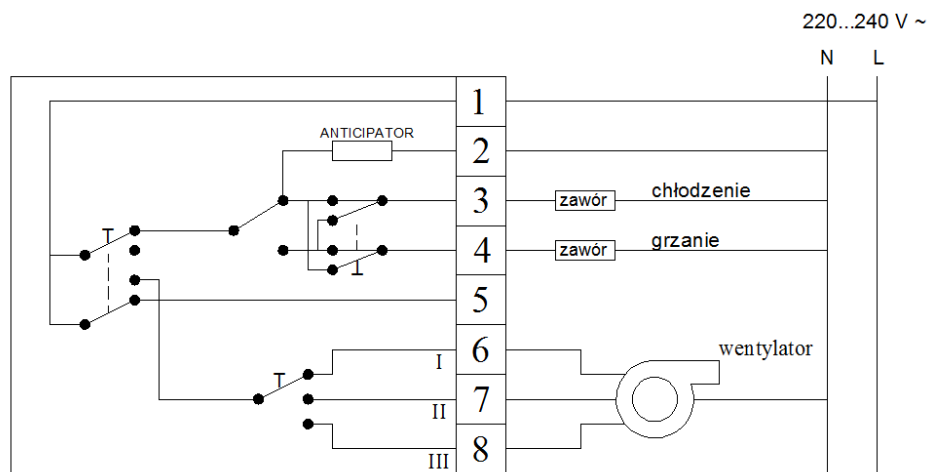 220...240 V ~
N L
1
ANTICIPATOR
2
3 zawór chłodzenie
4 zawór grzanie
5
I 6 wentylator
II 7
III 8
T
T
T
T